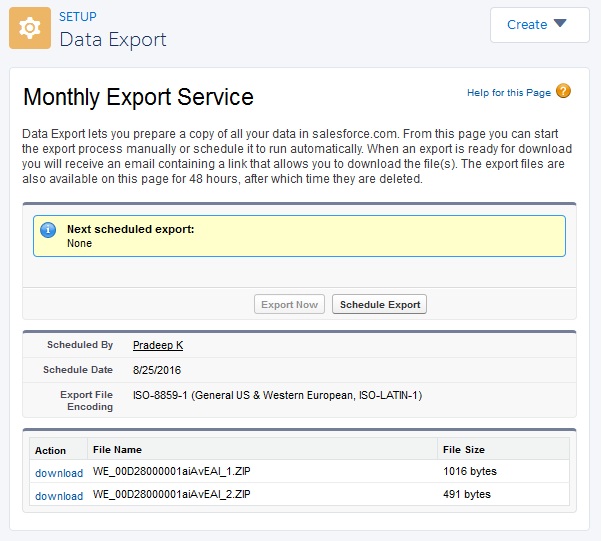 SETUP
Data Export
Create
Monthly Export Service
Help for this Page
Data Export lets you prepare a copy of all your data in salesforce.com. From this page you can start
the export process manually or schedule it to run automatically. When an export is ready for download
you will receive an email containing a link that allows you to download the file(s). The export files are
also available on this page for 48 hours, after which time they are deleted.
Next scheduled export:
None
Export Now Schedule Export
Scheduled By Pradeep K
Schedule Date 8/25/2016
Export File Encoding ISO-8859-1 (General US & Western European, ISO-LATIN-1)
Action File Name File Size
download WE_00D28000001aiAvEAI_1.ZIP 1016 bytes
download WE_00D28000001aiAvEAI_2.ZIP 491 bytes